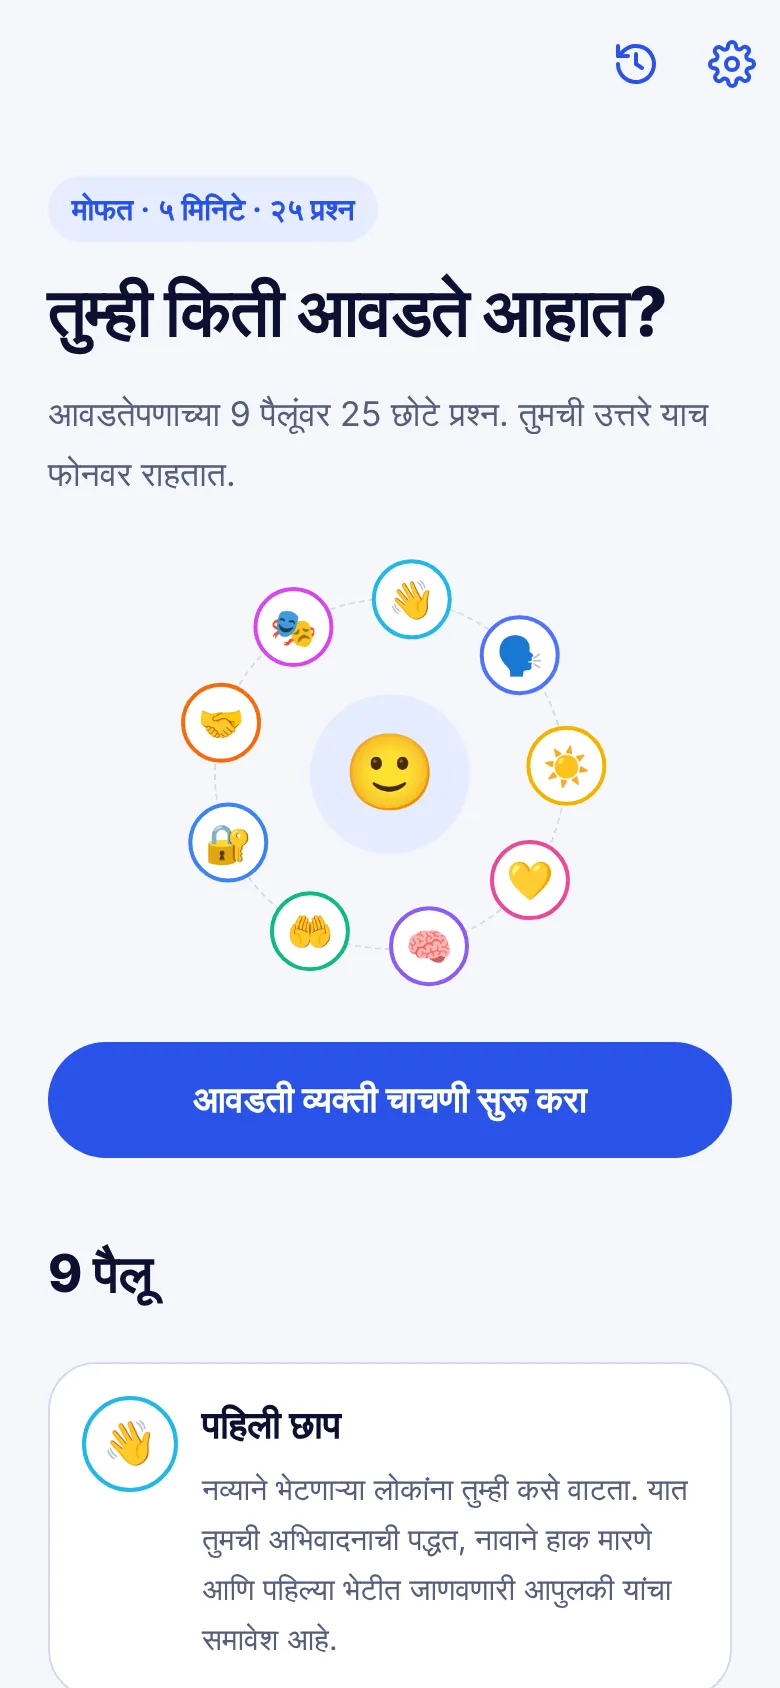 मोफत · ५ मिनिटे · २५ प्रश्न
तुम्ही किती आवडते आहात?
आवडतेपणाच्या 9 पैलूंवर 25 छोटे प्रश्न. तुमची उत्तरे याच
फोनवर राहतात.
आवडती व्यक्ती चाचणी सुरू करा
9 पैलू
पहिली छाप
नव्याने भेटणाऱ्या लोकांना तुम्ही कसे वाटता. यात
तुमची अभिवादनाची पद्धत, नावाने हाक मारणे
आणि पहिल्या भेटीत जाणवणारी आपुलकी यांचा
समावेश आहे.